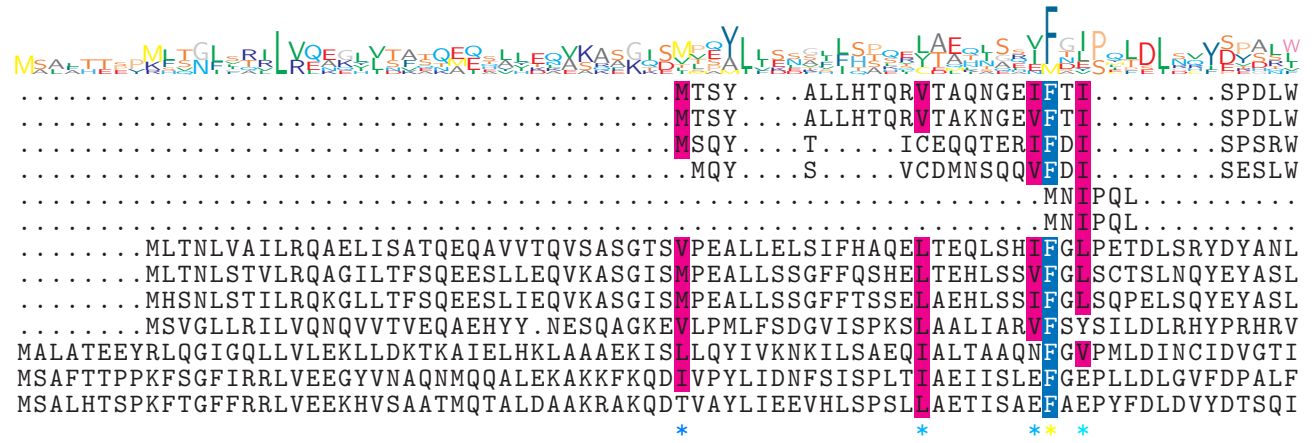 .........................................MTSY....ALLHTQRVTAQNGEIFTI........SPDLW
.........................................MTSY....ALLHTQRVTAKNGEVFTI........SPDLW
.........................................MSQY....T.....ICEQQTERIFDI........SPSRW
..........................................MQY....S.....VCDMNSQQVFDI........SESLW
................................................................MNIPQL..........
................................................................MNIPQL..........
........MLTNLVAILRQAELISATQEQAVVTQVSASGTSVPEALLELSIFHAQELTEQLSHIFGLPETDLSRYDYANL
........MLTNLSTVLRQAGILTFSQEESLLEQVKASGISMPEALLSSGFFQSHELTEHLSSVFGLSCTSLNQYEYASL
........MHSNLSTILRQKGLLTFSQEESLIEQVKASGISMPEALLSSGFFTSSELAEHLSSIFGLSQPELSQYEYASL
........MSVGLLRILVQNQVVTVEQAEHYY.NESQAGKEVLPMLFSDGVISPKSLAALIARVFSYSILDLRHYPRHRV
MALATEEYRLQGIGQLLVLEKLLDKTKAIELHKLAAAEKISLLQYIVKNKILSAEQIALTAAQNFGVPMLDINCIDVGTI
MSAFTTPPKFSGFIRRLVEEGYVNAQNMQQALEKAKKFKQDIVPYLIDNFSISPLTIAEIISLEFGEPLLDLGVFDPALF
MSALHTSPKFTGFFRRLVEEKHVSAATMQTALDAAKRAKQDTVAYLIEEVHLSPSLLAETISAEFAEPYFDLDVYDTSQI
* * * * *